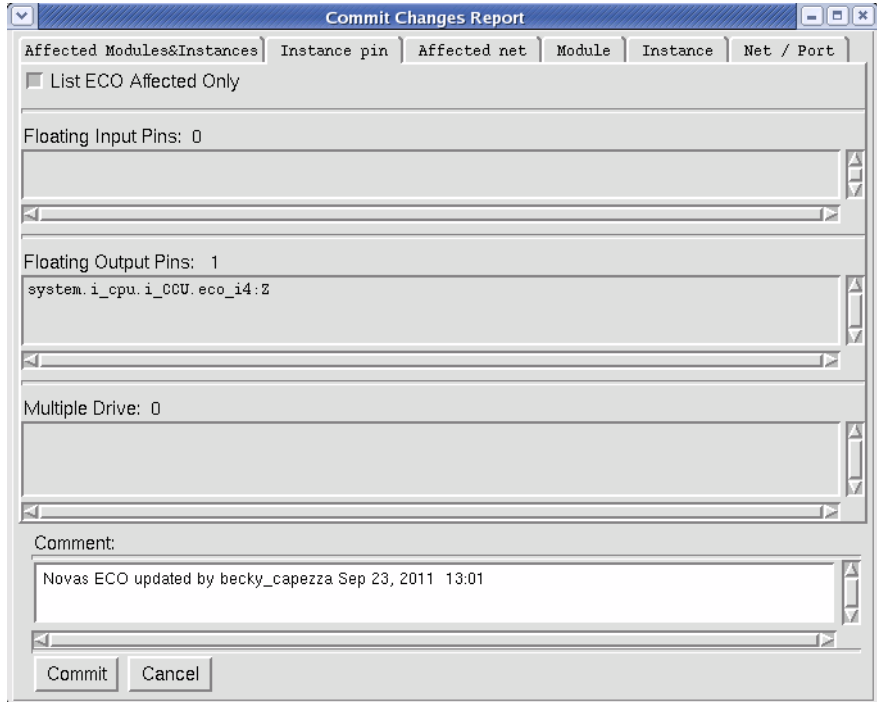 Commit Changes Report
Affected Modules&Instances Instance pin Affected net Module Instance Net / Port
List ECO Affected Only
Floating Input Pins: 0
Floating Output Pins: 1
system.i_cpu.i_CCU.eco_i4:Z
Multiple Drive: 0
Comment:
Novas ECO updated by becky_capezza Sep 23, 2011 13:01
Commit Cancel